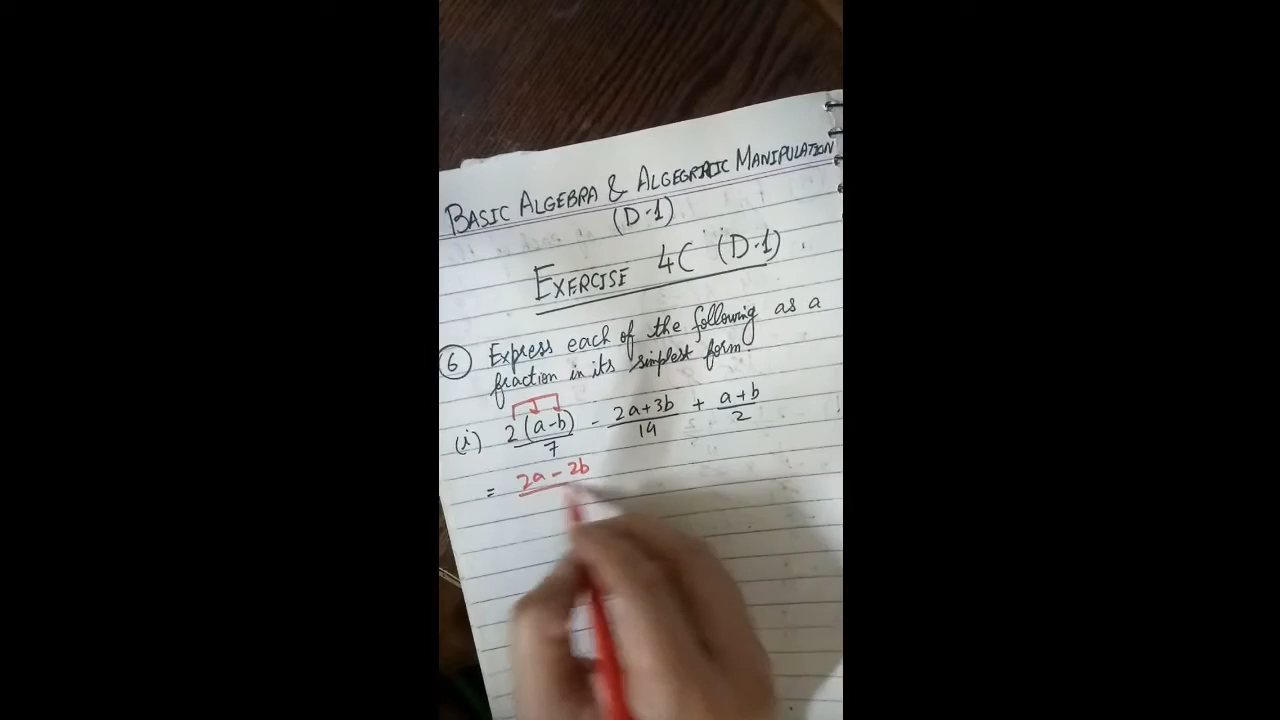 BASIC ALGEBRA & ALGEGRAIC MANIPULATION
(D-1)
EXERCISE 4C (D-1)
6 Express each of the following as a
fraction in its simplest form.
(i) 2(a-b)/7 - 2a+3b/14 + a+b/2
= 2a - 2b